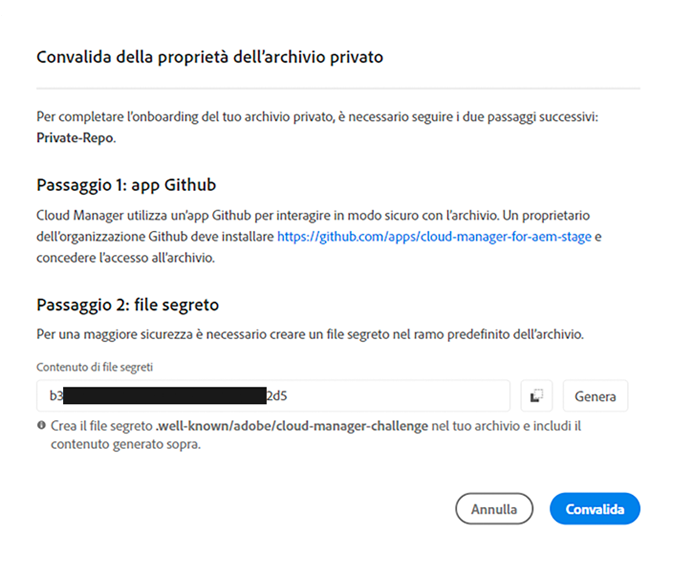 Convalida della proprietà dell'archivio privato
Per completare l'onboarding del tuo archivio privato, è necessario seguire i due passaggi successivi:
Private-Repo.
Passaggio 1: app Github
Cloud Manager utilizza un'app Github per interagire in modo sicuro con l'archivio. Un proprietario
dell'organizzazione Github deve installare https://github.com/apps/cloud-manager-for-aem-stage e
concedere l'accesso all'archivio.
Passaggio 2: file segreto
Per una maggiore sicurezza è necessario creare un file segreto nel ramo predefinito dell'archivio.
Contenuto di file segreti
b3 2d5
Genera
Crea il file segreto .well-known/adobe/cloud-manager-challenge nel tuo archivio e includi il
contenuto generato sopra.
Annulla
Convalida